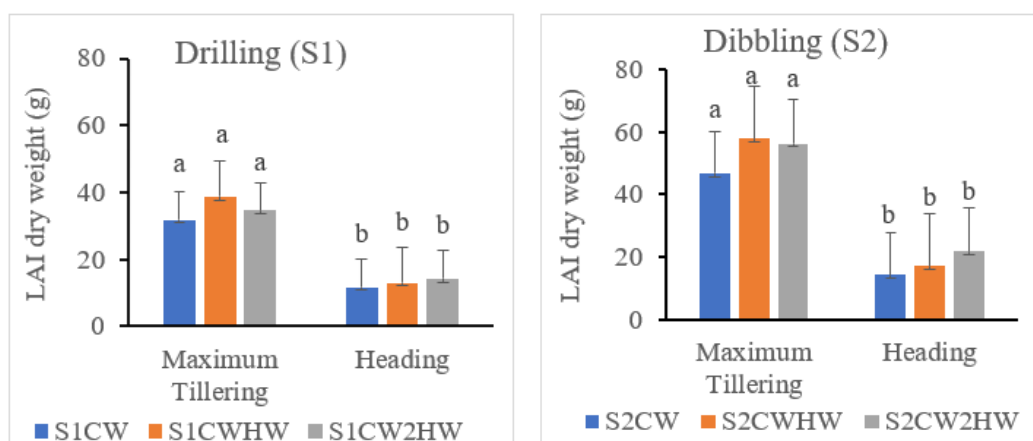 Drilling (S1)
LAI dry weight (g)
80
60
40
20
0
a
a
a
b
b
b
Maximum
Tillering
Heading
S1CW
S1CWHW
S1CW2HW
Dibbling (S2)
LAI dry weight (g)
80
60
40
20
0
a
a
a
b
b
b
Maximum
Tillering
Heading
S2CW
S2CWHW
S2CW2HW